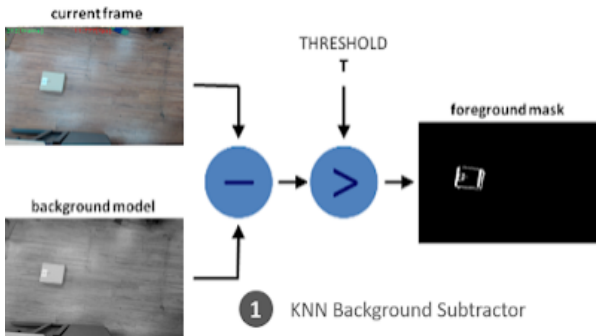 current frame
THRESHOLD
T
foreground mask
−
>
background model
1 KNN Background Subtractor